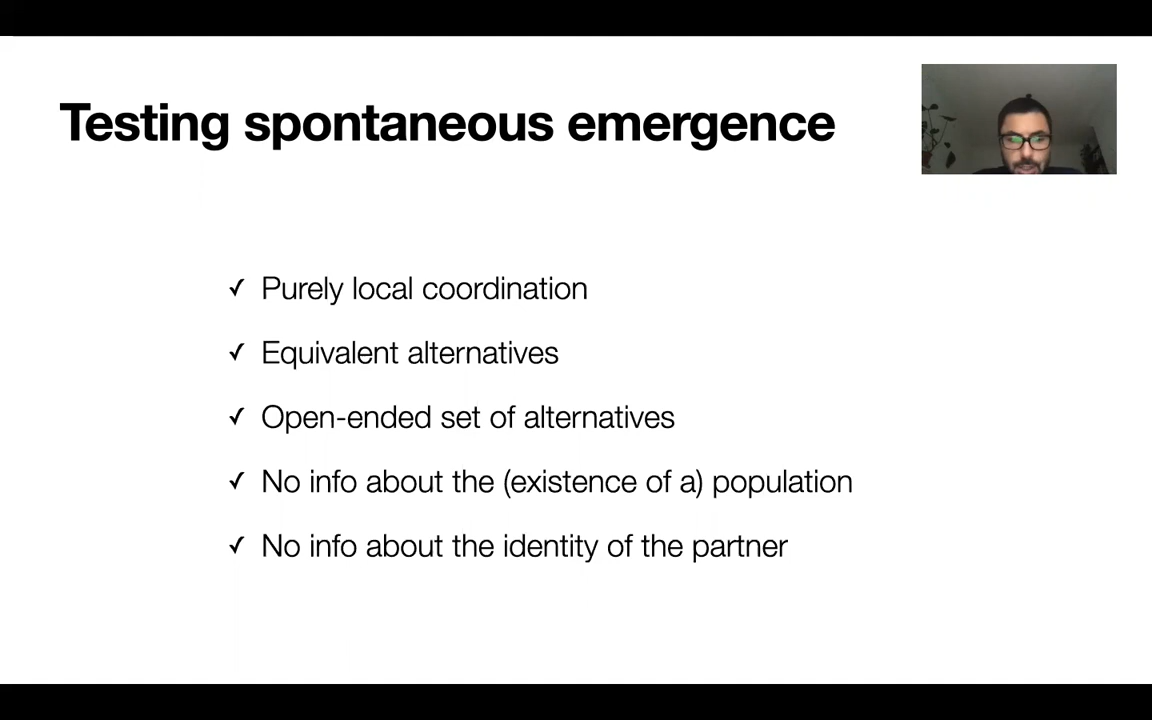 Testing spontaneous emergence
✓ Purely local coordination
✓ Equivalent alternatives
✓ Open-ended set of alternatives
✓ No info about the (existence of a) population
✓ No info about the identity of the partner